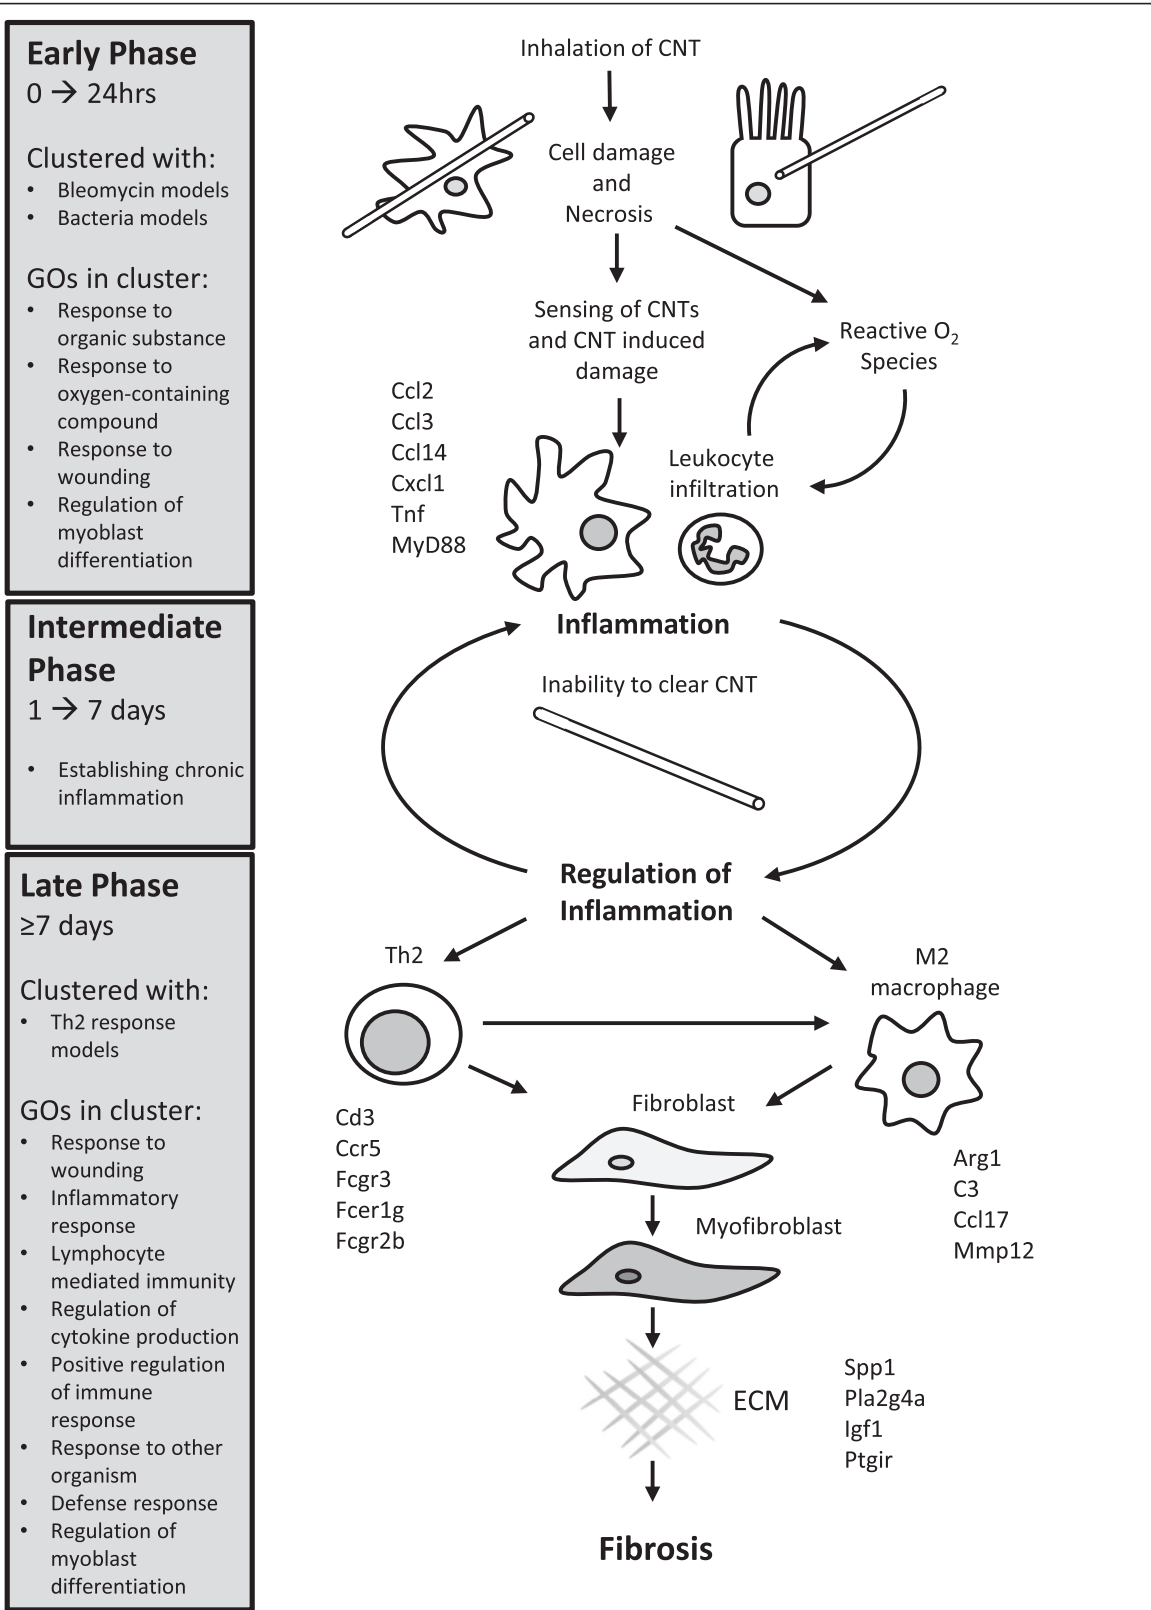 Early Phase
0 → 24hrs
Clustered with:
• Bleomycin models
• Bacteria models
GOs in cluster:
• Response to
organic substance
• Response to
oxygen-containing
compound
• Response to
wounding
• Regulation of
myoblast
differentiation
Intermediate
Phase
1 → 7 days
• Establishing chronic
inflammation
Late Phase
≥7 days
Clustered with:
• Th2 response
models
GOs in cluster:
• Response to
wounding
• Inflammatory
response
• Lymphocyte
mediated immunity
• Regulation of
cytokine production
• Positive regulation
of immune
response
• Response to other
organism
• Defense response
• Regulation of
myoblast
differentiation
Inhalation of CNT
Cell damage
and
Necrosis
Sensing of CNTs
and CNT induced
damage
Reactive O₂
Species
Ccl2
Ccl3
Ccl14
Cxcl1
Tnf
MyD88
Leukocyte
infiltration
Inflammation
Inability to clear CNT
Regulation of
Inflammation
Th2
M2
macrophage
Cd3
Ccr5
Fcgr3
Fcer1g
Fcgr2b
Fibroblast
Arg1
C3
Ccl17
Mmp12
Myofibroblast
ECM
Spp1
Pla2g4a
Igf1
Ptgir
Fibrosis